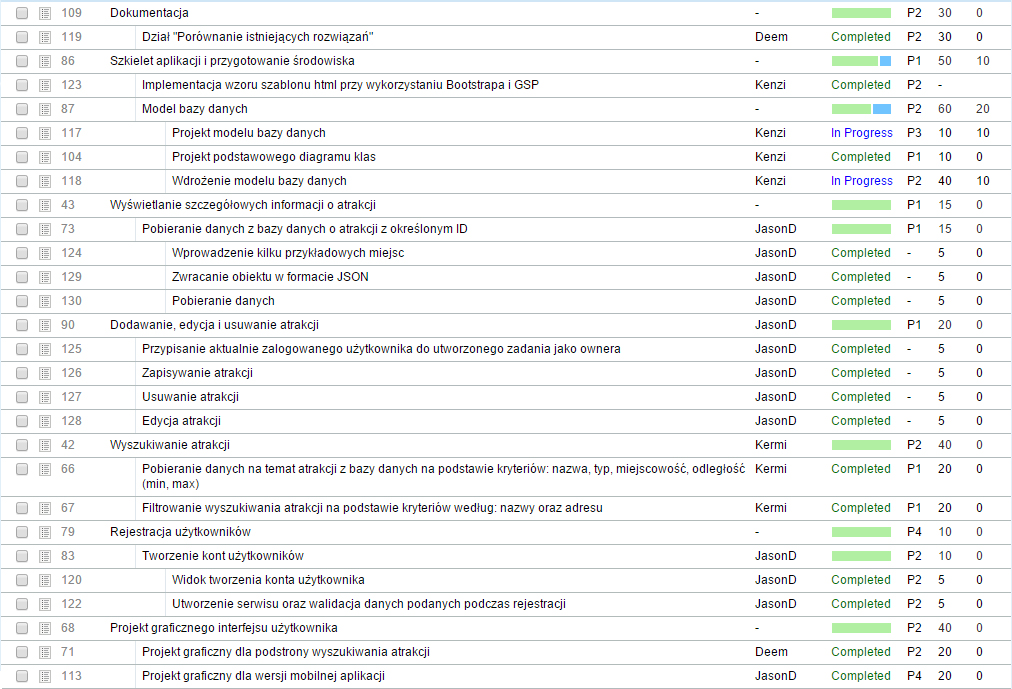 109 Dokumentacja - P2 30 0
119 Dział "Porównanie istniejących rozwiązań" Deem Completed P2 30 0
86 Szkielet aplikacji i przygotowanie środowiska - P1 50 10
123 Implementacja wzoru szablonu html przy wykorzystaniu Bootstrapa i GSP Kenzi Completed P2 -
87 Model bazy danych - P2 60 20
117 Projekt modelu bazy danych Kenzi In Progress P3 10 10
104 Projekt podstawowego diagramu klas Kenzi Completed P1 10 0
118 Wdrożenie modelu bazy danych Kenzi In Progress P2 40 10
43 Wyświetlanie szczegółowych informacji o atrakcji - P1 15 0
73 Pobieranie danych z bazy danych o atrakcji z określonym ID JasonD P1 15 0
124 Wprowadzenie kilku przykładowych miejsc JasonD Completed - 5 0
129 Zwracanie obiektu w formacie JSON JasonD Completed - 5 0
130 Pobieranie danych JasonD Completed - 5 0
90 Dodawanie, edycja i usuwanie atrakcji JasonD P1 20 0
125 Przypisanie aktualnie zalogowanego użytkownika do utworzonego zadania jako ownera JasonD Completed - 5 0
126 Zapisywanie atrakcji JasonD Completed - 5 0
127 Usuwanie atrakcji JasonD Completed - 5 0
128 Edycja atrakcji JasonD Completed - 5 0
42 Wyszukiwanie atrakcji Kermi P2 40 0
66 Pobieranie danych na temat atrakcji z bazy danych na podstawie kryteriów: nazwa, typ, miejscowość, odległość Kermi Completed P1 20 0
(min, max)
67 Filtrowanie wyszukiwania atrakcji na podstawie kryteriów według: nazwy oraz adresu Kermi Completed P1 20 0
79 Rejestracja użytkowników - P4 10 0
83 Tworzenie kont użytkowników JasonD P2 10 0
120 Widok tworzenia konta użytkownika JasonD Completed P2 5 0
122 Utworzenie serwisu oraz walidacja danych podanych podczas rejestracji JasonD Completed P2 5 0
68 Projekt graficznego interfejsu użytkownika - P2 40 0
71 Projekt graficzny dla podstrony wyszukiwania atrakcji Deem Completed P2 20 0
113 Projekt graficzny dla wersji mobilnej aplikacji JasonD Completed P4 20 0